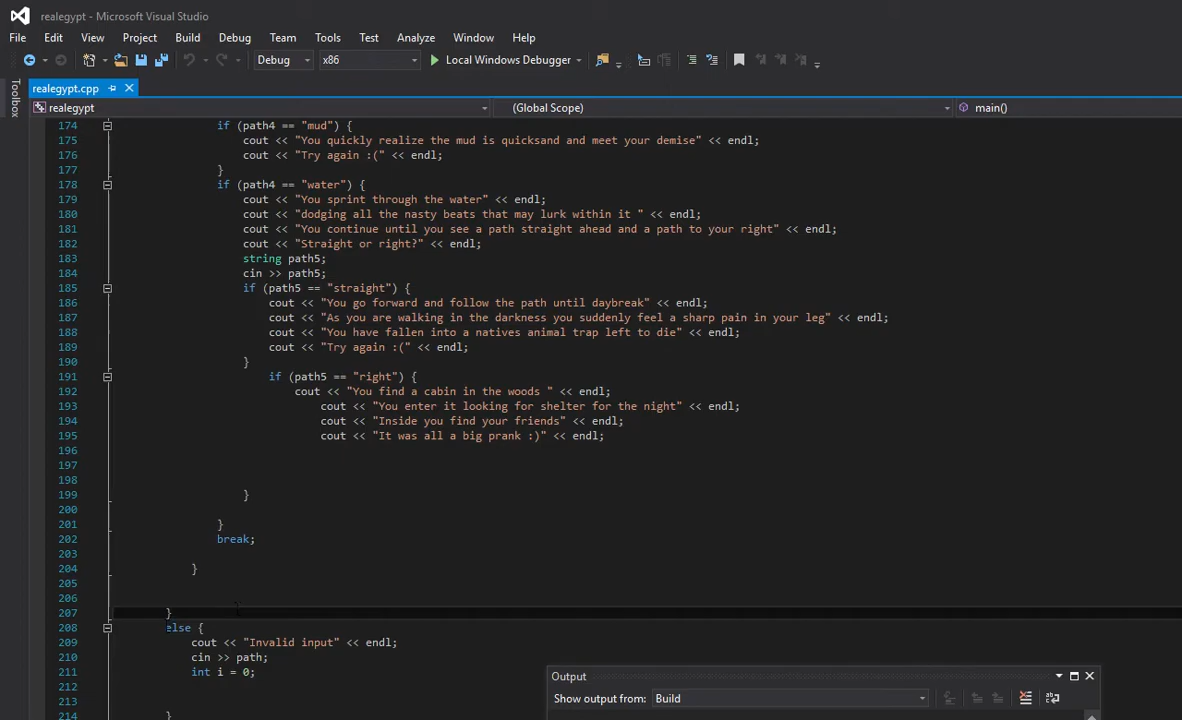 realegypt - Microsoft Visual Studio
File Edit View Project Build Debug Team Tools Test Analyze Window Help
Debug x86 Local Windows Debugger
Toolbox
realegypt.cpp
realegypt (Global Scope) main()
174 if (path4 == "mud") {
175 cout << "You quickly realize the mud is quicksand and meet your demise" << endl;
176 cout << "Try again :(" << endl;
177 }
178 if (path4 == "water") {
179 cout << "You sprint through the water" << endl;
180 cout << "dodging all the nasty beats that may lurk within it " << endl;
181 cout << "You continue until you see a path straight ahead and a path to your right" << endl;
182 cout << "Straight or right?" << endl;
183 string path5;
184 cin >> path5;
185 if (path5 == "straight") {
186 cout << "You go forward and follow the path until daybreak" << endl;
187 cout << "As you are walking in the darkness you suddenly feel a sharp pain in your leg" << endl;
188 cout << "You have fallen into a natives animal trap left to die" << endl;
189 cout << "Try again :(" << endl;
190 }
191 if (path5 == "right") {
192 cout << "You find a cabin in the woods " << endl;
193 cout << "You enter it looking for shelter for the night" << endl;
194 cout << "Inside you find your friends" << endl;
195 cout << "It was all a big prank :)" << endl;
196
197
198
199 }
200
201 }
202 break;
203
204 }
205
206
207 }
208 else {
209 cout << "Invalid input" << endl;
210 cin >> path;
211 int i = 0;
212
213
214 }
Output
Show output from: Build